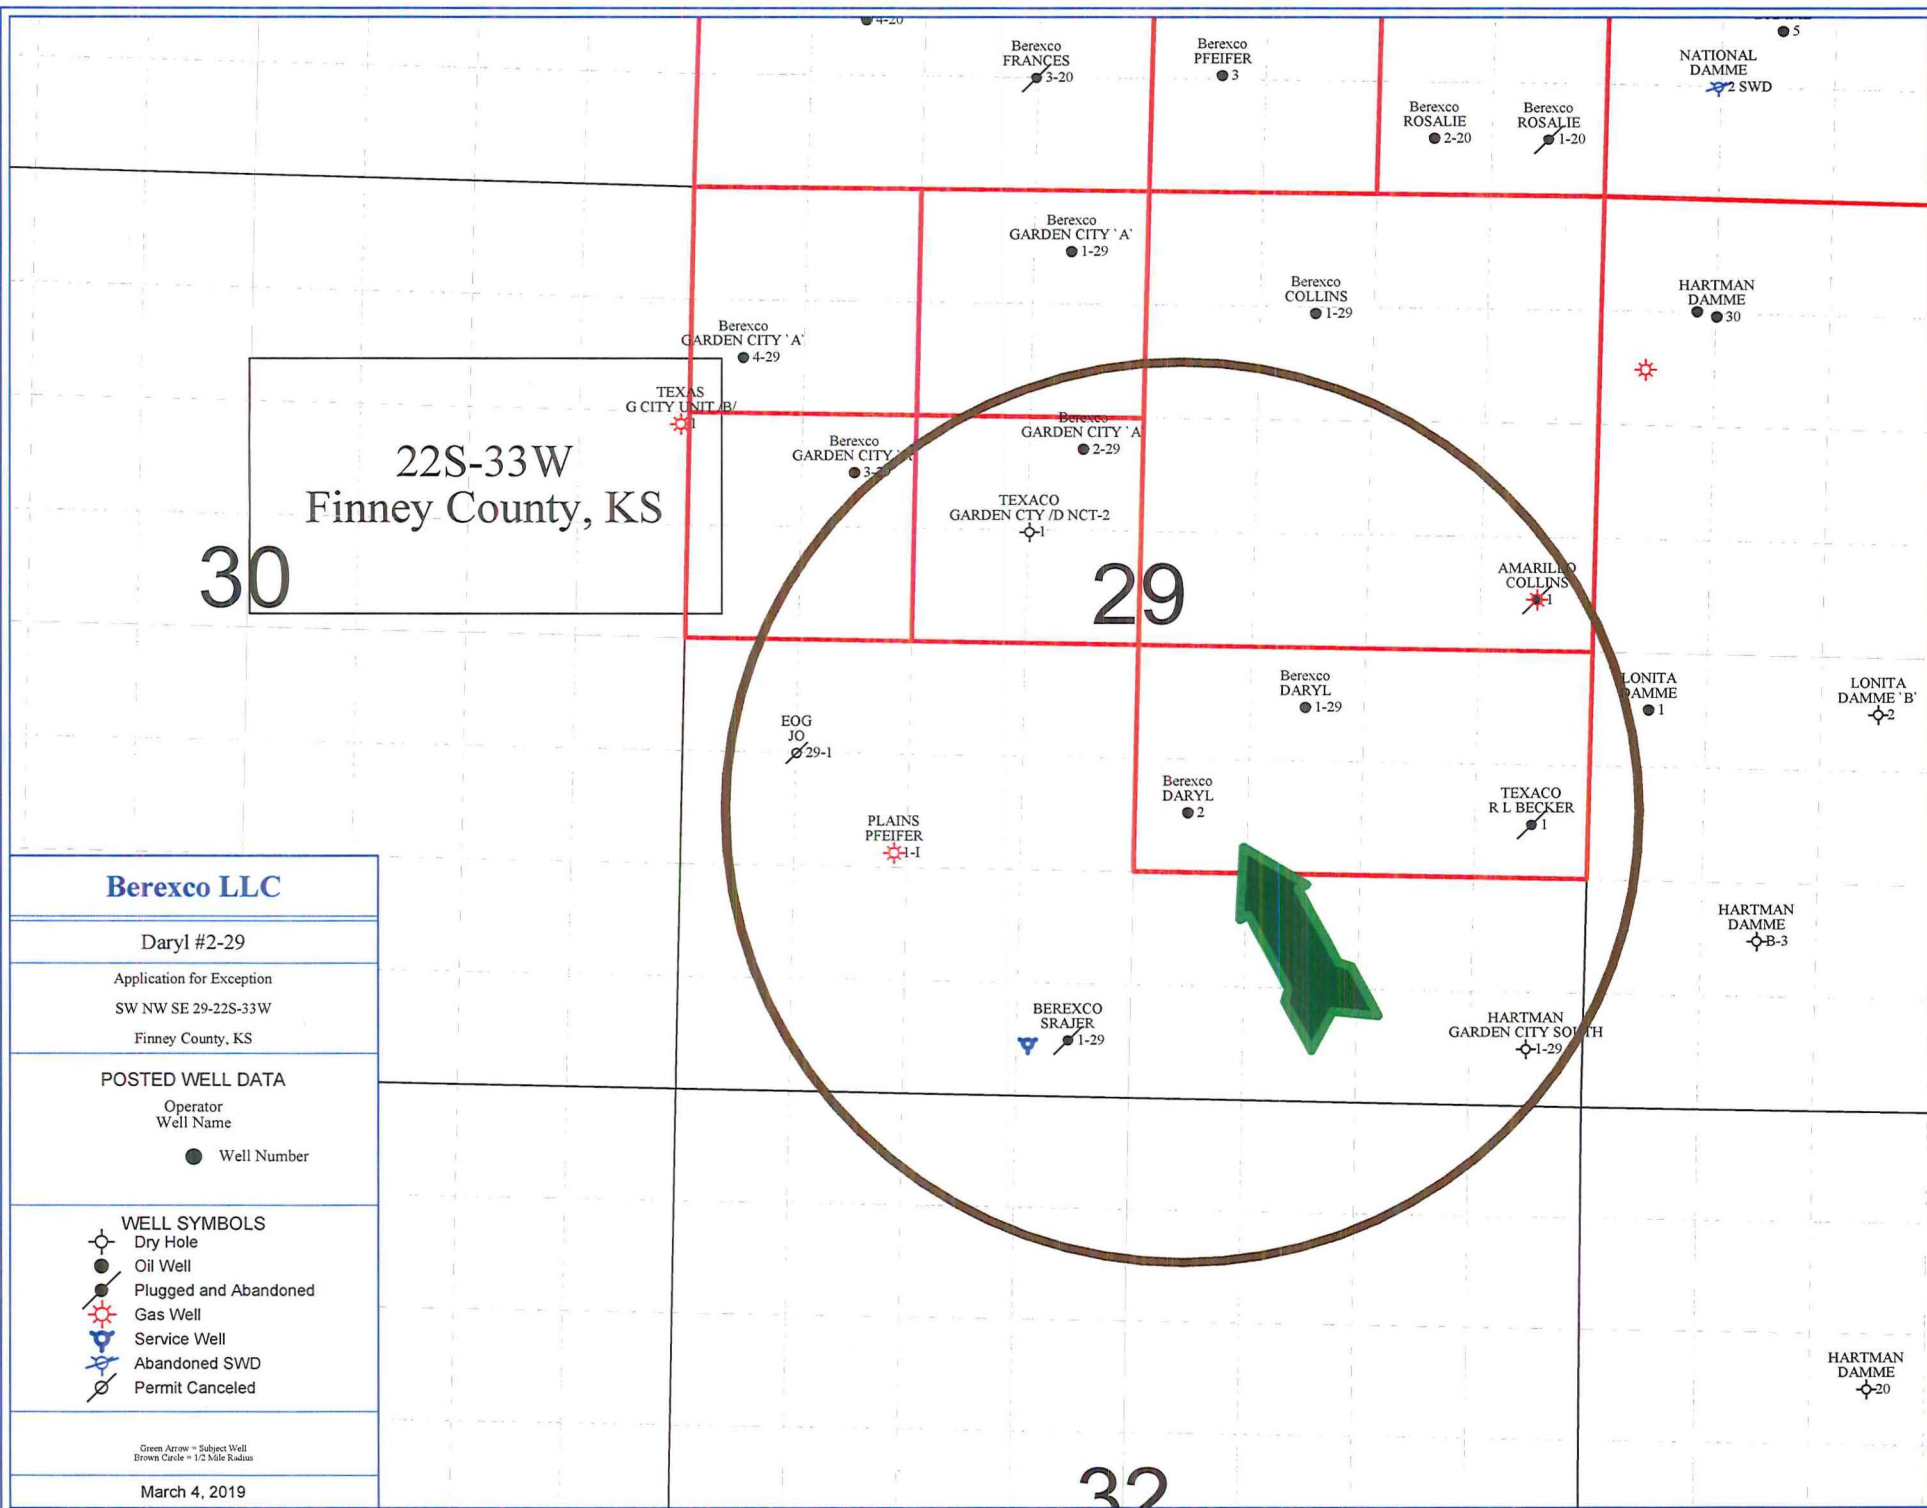 4-20
Berexco
FRANCES
3-20
Berexco
PFEIFER
3
5
NATIONAL
DAMME
2 SWD
Berexco
ROSALIE
2-20
Berexco
ROSALIE
1-20
Berexco
GARDEN CITY `A`
1-29
Berexco
COLLINS
1-29
HARTMAN
DAMME
30
Berexco
GARDEN CITY `A`
4-29
TEXAS
G CITY UNIT /B/
1
22S-33W
Finney County, KS
30
Berexco
GARDEN CITY `A`
3-29
Berexco
GARDEN CITY `A`
2-29
TEXACO
GARDEN CTY /D NCT-2
1
29
AMARILLO
COLLINS
1
Berexco
DARYL
1-29
LONITA
DAMME
1
LONITA
DAMME `B`
2
EOG
JO
29-1
Berexco
DARYL
2
TEXACO
R L BECKER
1
PLAINS
PFEIFER
1-I
HARTMAN
DAMME
B-3
BEREXCO
SRAJER
1-29
HARTMAN
GARDEN CITY SOUTH
1-29
HARTMAN
DAMME
20
32
Berexco LLC
Daryl #2-29
Application for Exception
SW NW SE 29-22S-33W
Finney County, KS
POSTED WELL DATA
Operator
Well Name
Well Number
WELL SYMBOLS
Dry Hole
Oil Well
Plugged and Abandoned
Gas Well
Service Well
Abandoned SWD
Permit Canceled
Green Arrow = Subject Well
Brown Circle = 1/2 Mile Radius
March 4, 2019